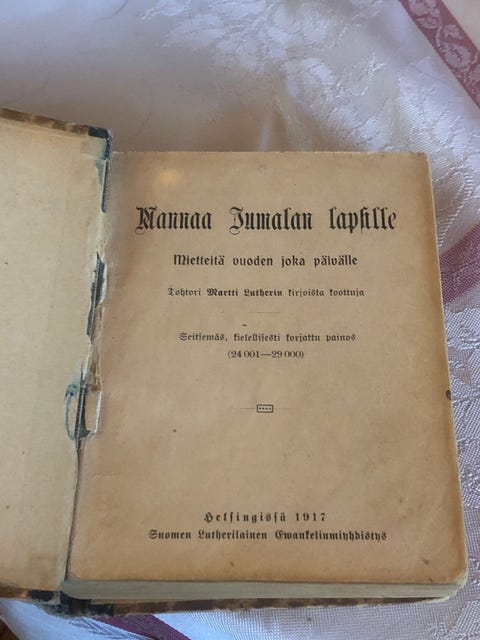 Mannaa Jumalan lapsille
Mietteitä vuoden joka päivälle
Tohtori Martti Lutherin kirjoista koottuja
Seitsemäs, kielellisesti korjattu painos
(24 001—29 000)
Helsingissä 1917
Suomen Lutherilainen Ewankeliumiyhdistys